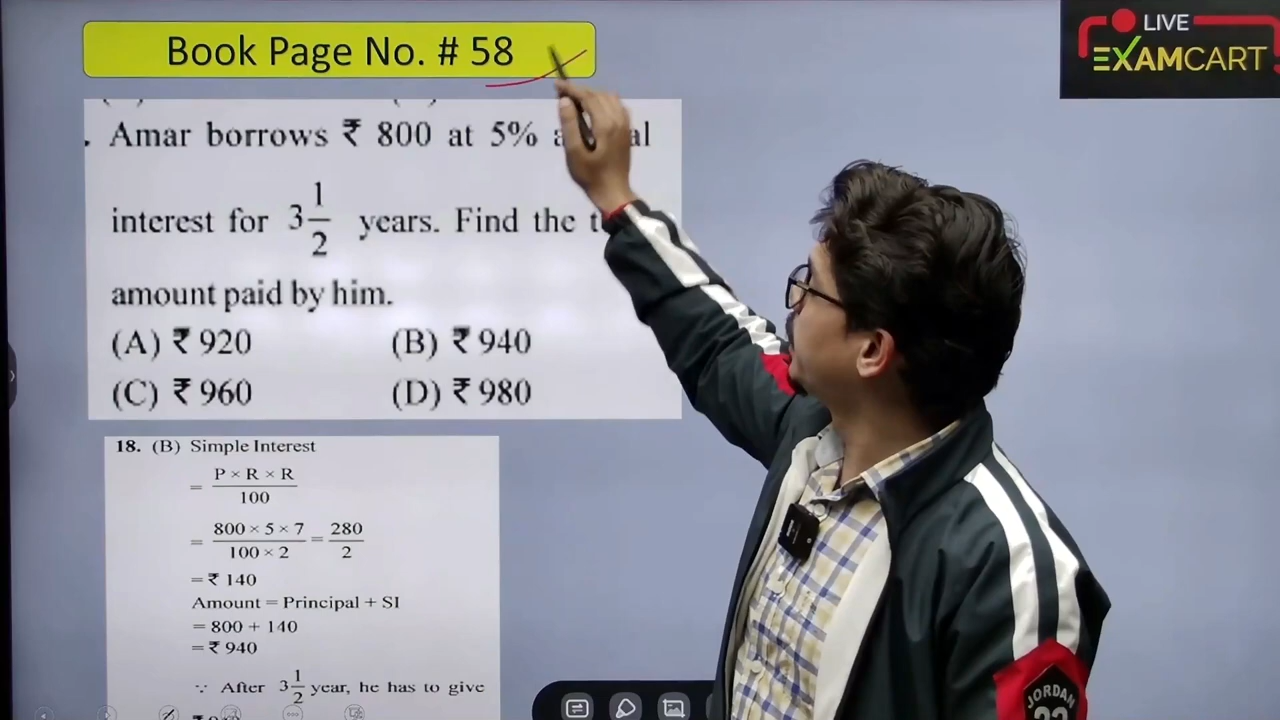 Book Page No. # 58
LIVE
EXAMCART
. Amar borrows ₹ 800 at 5%
interest for 3 1/2 years. Find the
amount paid by him.
(A) ₹ 920 (B) ₹ 940
(C) ₹ 960 (D) ₹ 980
18. (B) Simple Interest
= P × R × R / 100
= 800 × 5 × 7 / 100 × 2 = 280 / 2
= ₹ 140
Amount = Principal + SI
= 800 + 140
= ₹ 940
∵ After 3 1/2 year, he has to give
JORDAN